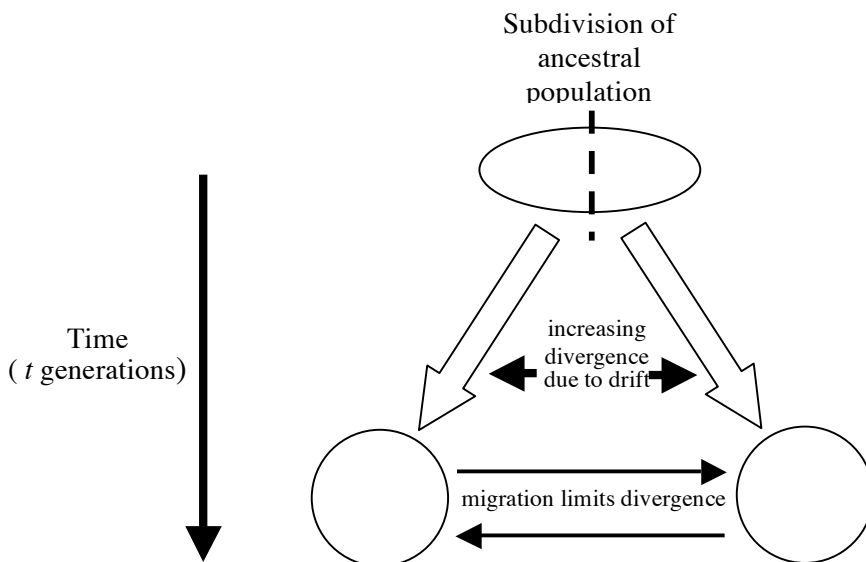 Subdivision of
ancestral
population
Time
( t generations)
increasing
divergence
due to drift
migration limits divergence